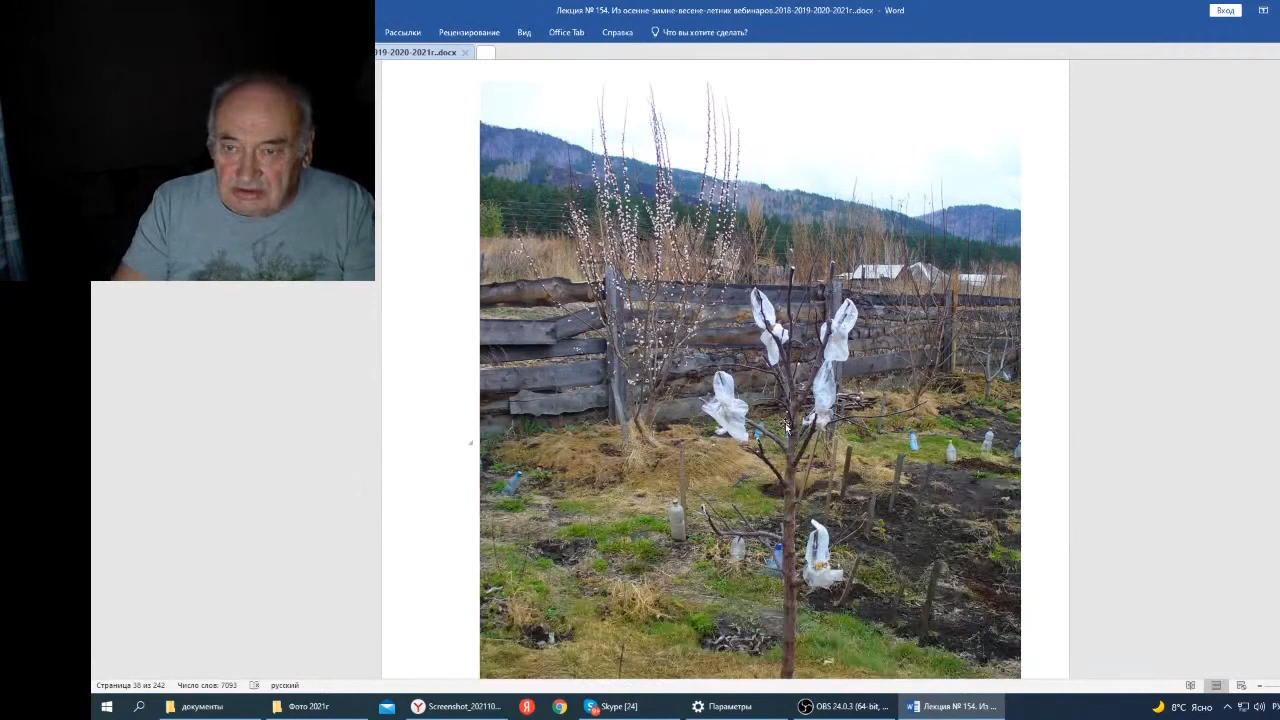 Лекция № 154. Из осенне-зимне-весене-летних вебинаров.2018-2019-2020-2021г..docx - Word
Вход
Рассылки
Рецензирование
Вид
Office Tab
Справка
Что вы хотите сделать?
019-2020-2021г..docx
Страница 38 из 242
Число слов: 7093
русский
документы
Фото 2021г
Screenshot_202110...
Skype [24]
Параметры
OBS 24.0.3 (64-bit, ...
Лекция № 154. Из ...
8°C Ясно